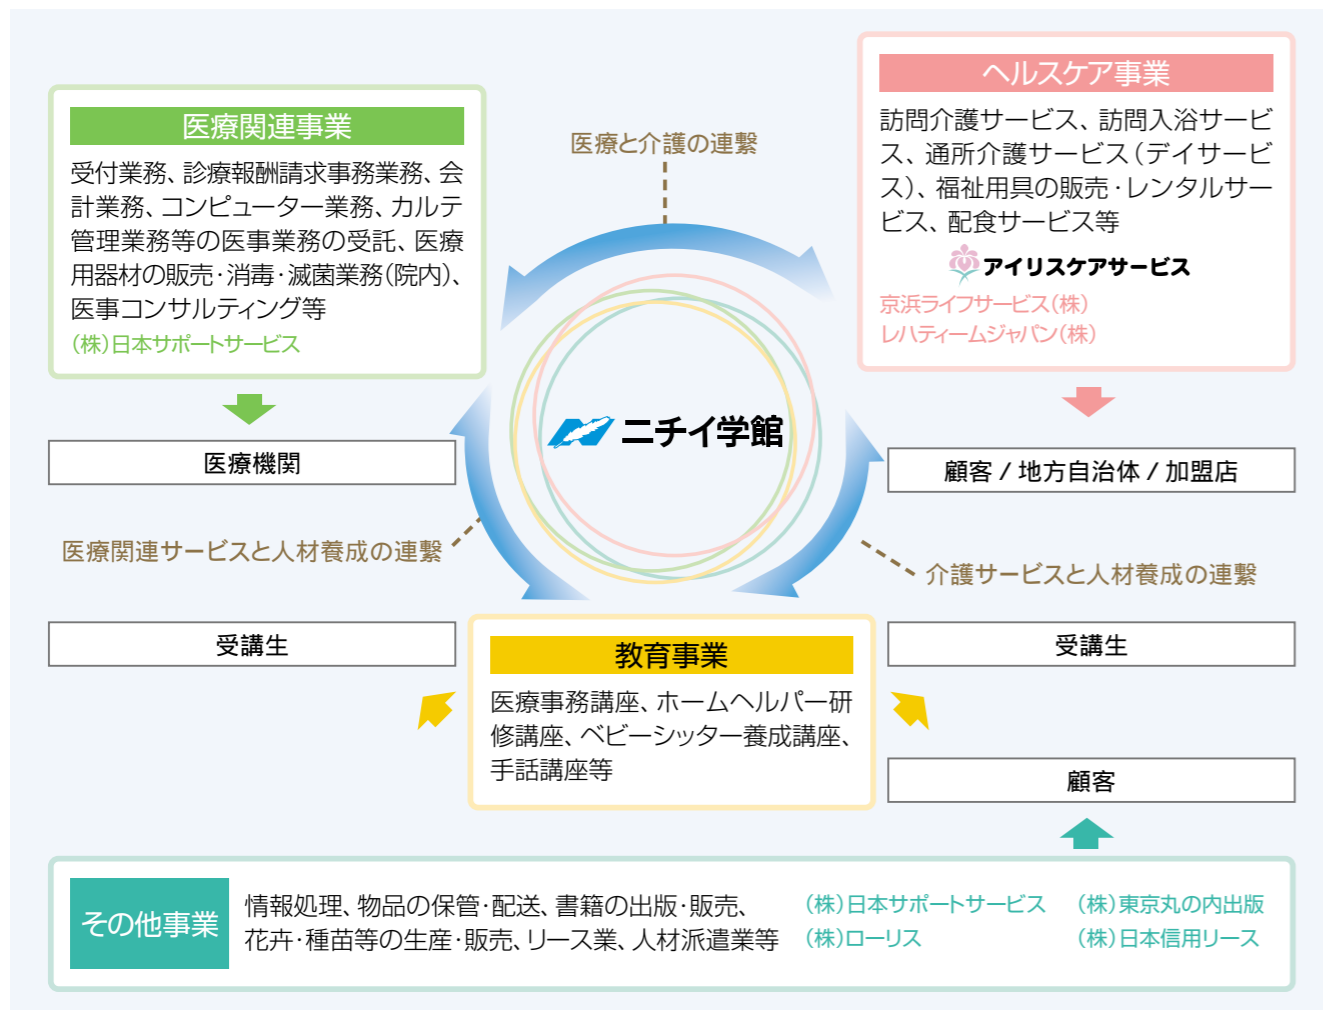 医療関連事業
受付業務、診療報酬請求事務業務、会
計業務、コンピューター業務、カルテ
管理業務等の医事業務の受託、医療
用器材の販売・消毒・滅菌業務(院内)、
医事コンサルティング等
(株)日本サポートサービス
医療と介護の連繋
ヘルスケア事業
訪問介護サービス、訪問入浴サービ
ス、通所介護サービス(デイサービ
ス)、福祉用具の販売・レンタルサー
ビス、配食サービス等
アイリスケアサービス
京浜ライフサービス(株)
レハティームジャパン(株)
ニチイ学館
医療機関
顧客 / 地方自治体 / 加盟店
医療関連サービスと人材養成の連繋
介護サービスと人材養成の連繋
受講生
教育事業
医療事務講座、ホームヘルパー研
修講座、ベビーシッター養成講座、
手話講座等
受講生
顧客
その他事業
情報処理、物品の保管・配送、書籍の出版・販売、
花卉・種苗等の生産・販売、リース業、人材派遣業等
(株)日本サポートサービス
(株)東京丸の内出版
(株)ローリス
(株)日本信用リース